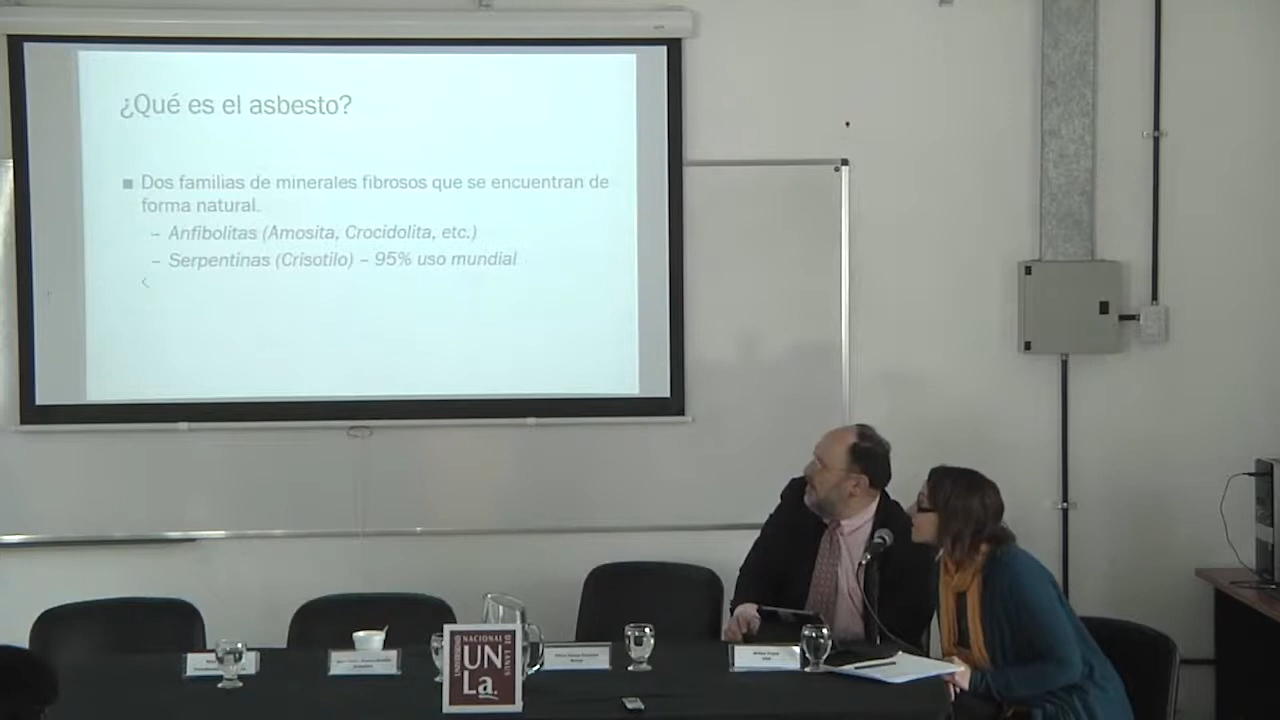 ¿Qué es el asbesto?
Dos familias de minerales fibrosos que se encuentran de
forma natural.
– Anfibolitas (Amosita, Crocidolita, etc.)
– Serpentinas (Crisotilo) – 95% uso mundial
UNIVERSIDAD
NACIONAL
DE LANÚS
UN
La.